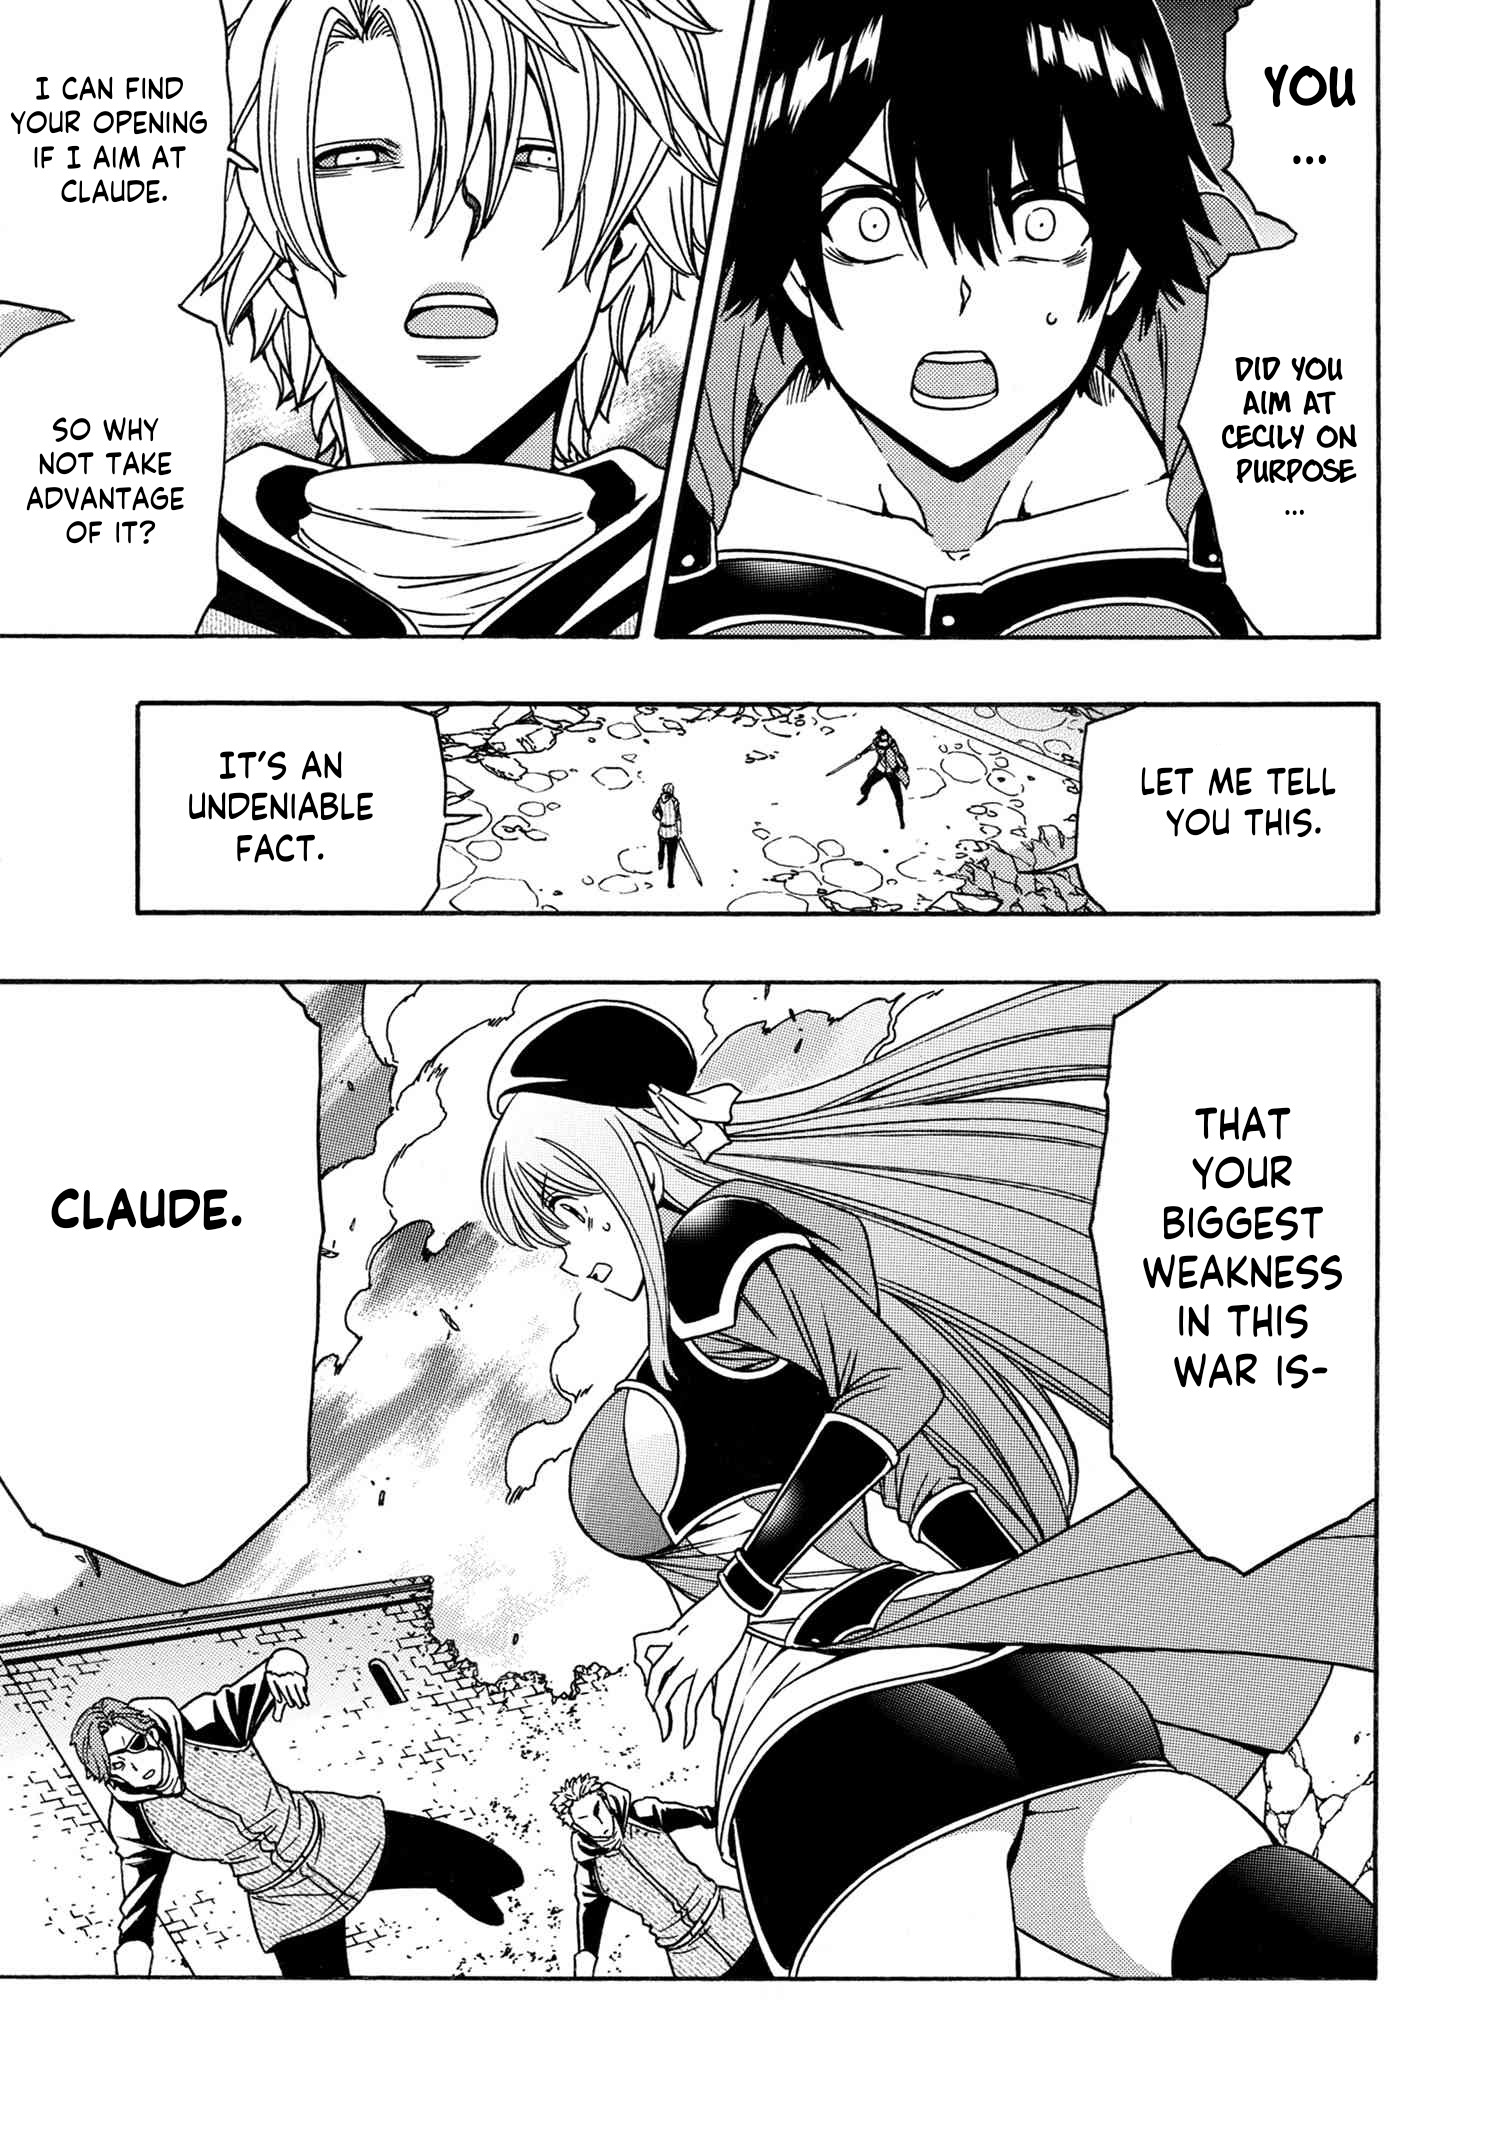 YOU
...
DID YOU
AIM AT
CECILY ON
PURPOSE
...
I CAN FIND
YOUR OPENING
IF I AIM AT
CLAUDE.
SO WHY
NOT TAKE
ADVANTAGE
OF IT?
LET ME TELL
YOU THIS.
IT'S AN
UNDENIABLE
FACT.
THAT
YOUR
BIGGEST
WEAKNESS
IN THIS
WAR IS-
CLAUDE.